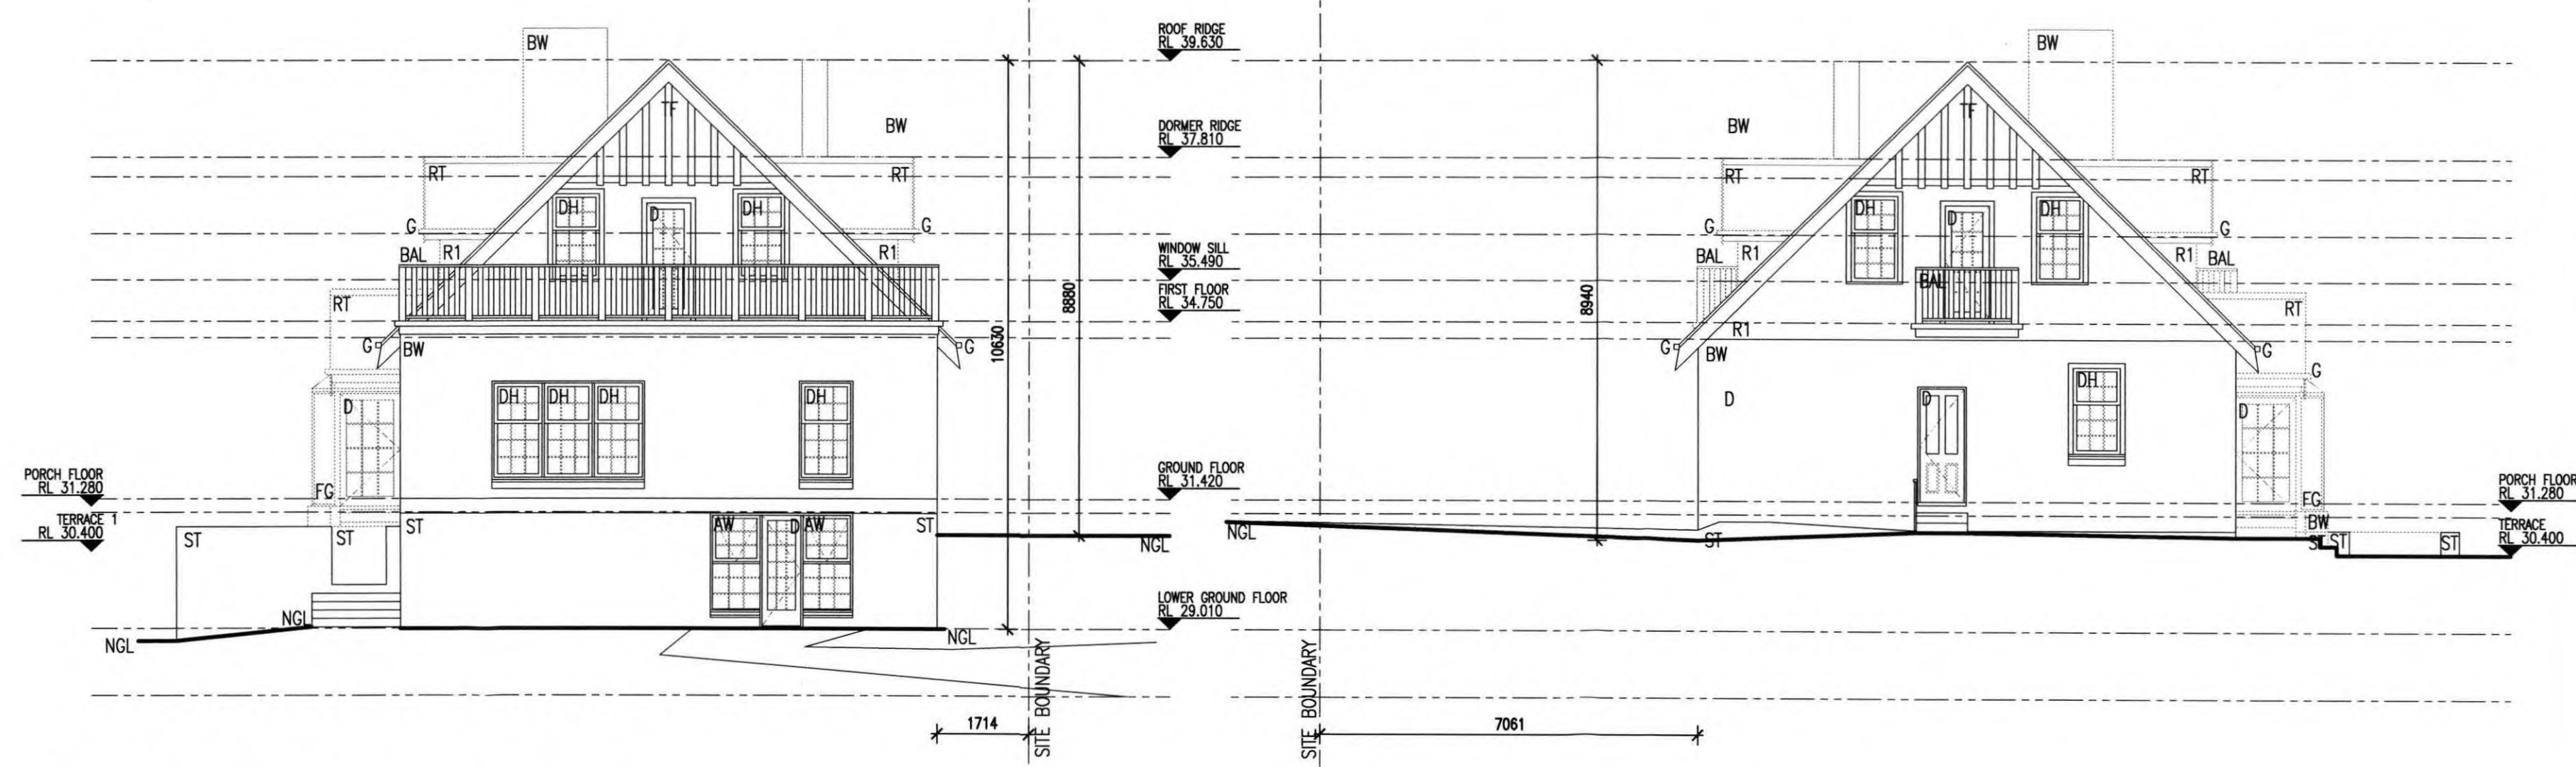 BW
ROOF RIDGE
RL 39.630
BW
TF
TF
BW
DORMER RIDGE
RL 37.810
BW
RT
RT
RT
RT
DH
D
DH
DH
D
DH
G
G
G
G
BAL
R1
R1
WINDOW SILL
RL 35.490
BAL
R1
R1
BAL
BAL
FIRST FLOOR
RL 34.750
8880
8940
10630
RT
RT
R1
G
BW
G
G
BW
G
G
DH
DH
DH
DH
DH
D
D
D
D
PORCH FLOOR
RL 31.280
GROUND FLOOR
RL 31.420
PORCH FLOOR
RL 31.280
FG
FG
TERRACE 1
RL 30.400
ST
ST
ST
AW
D
AW
ST
NGL
NGL
ST
BW
ST
ST
ST
TERRACE
RL 30.400
LOWER GROUND FLOOR
RL 29.010
NGL
NGL
NGL
SITE BOUNDARY
SITE BOUNDARY
1714
7061